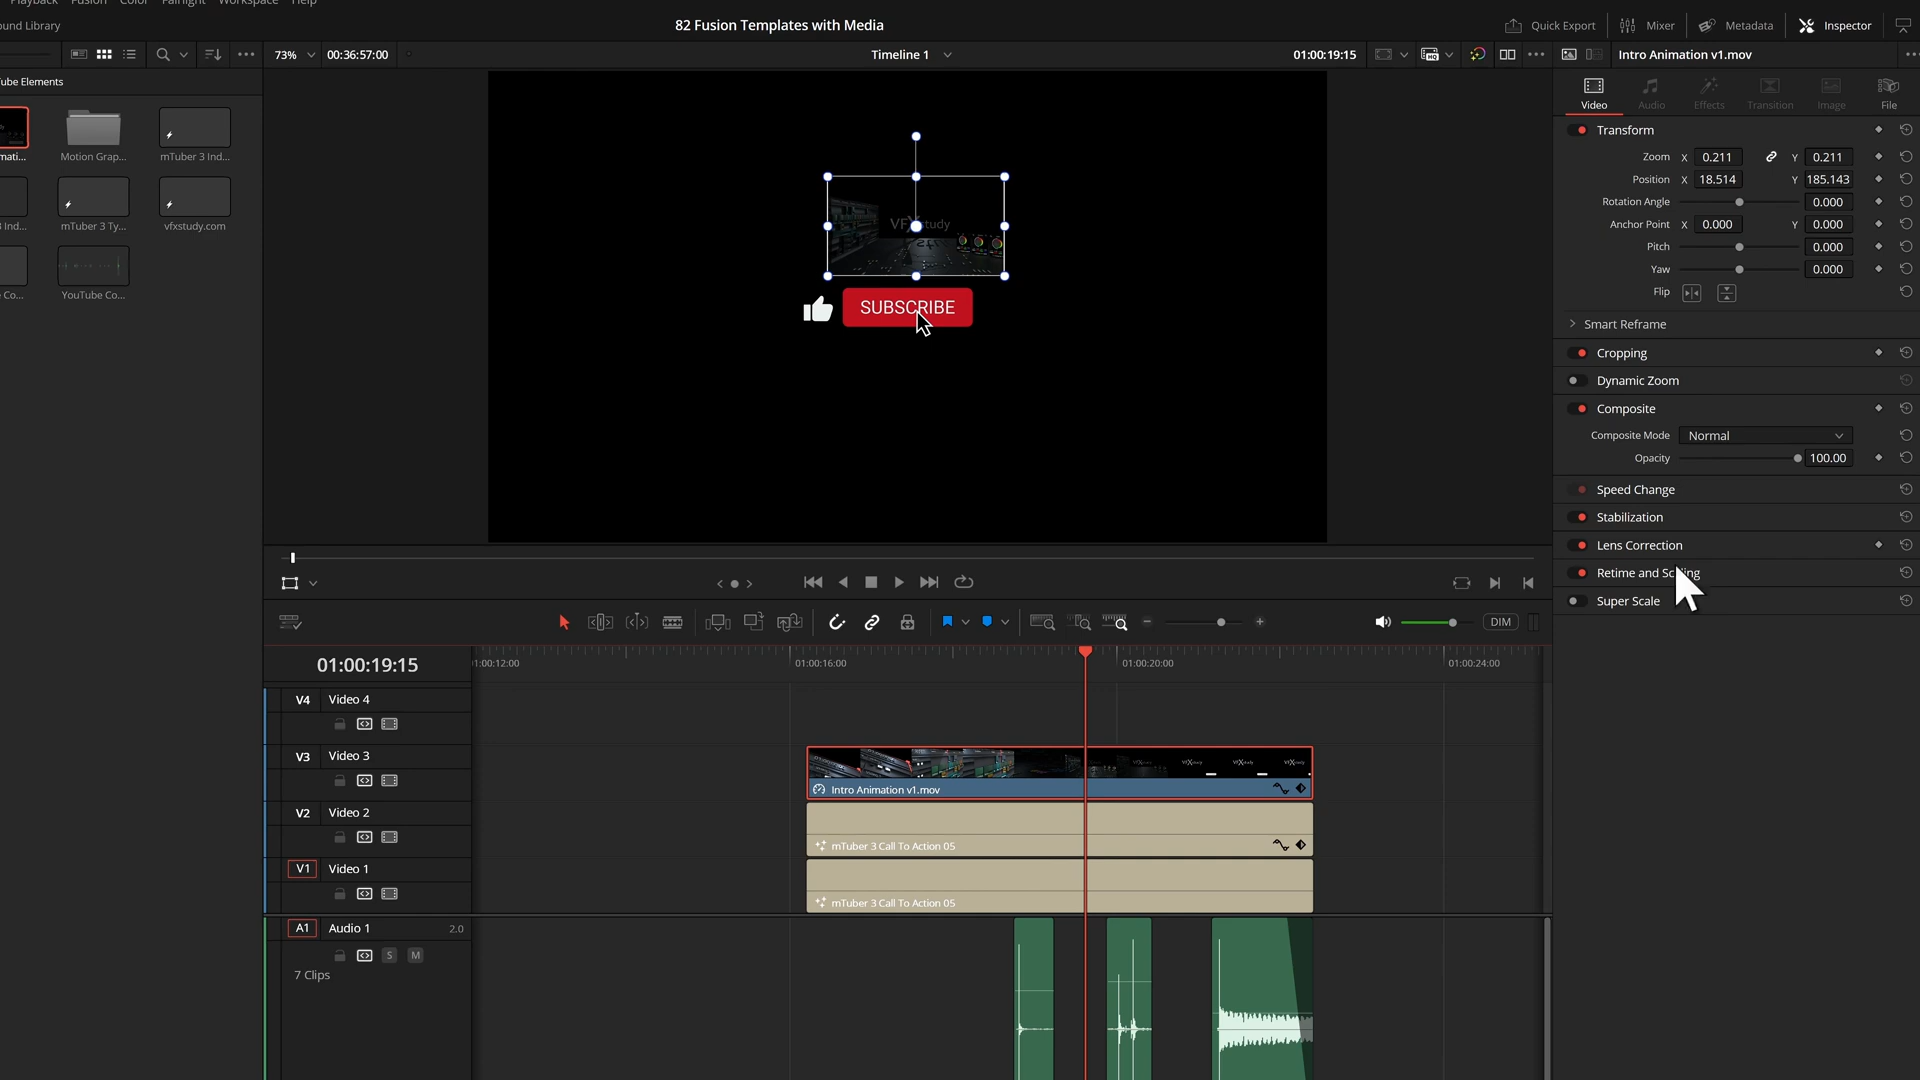 Playback Fusion Color Fairlight Workspace Help
ound Library
82 Fusion Templates with Media
Quick Export
Mixer
Metadata
Inspector
73%
00:36:57:00
Timeline 1
01:00:19:15
Intro Animation v1.mov
ube Elements
mati...
Motion Grap...
mTuber 3 Ind...
3 Ind...
mTuber 3 Ty...
vfxstudy.com
e Co...
YouTube Co...
VFXstudy
SUBSCRIBE
Video
Audio
Effects
Transition
Image
File
Transform
Zoom X 0.211 Y 0.211
Position X 18.514 Y 185.143
Rotation Angle 0.000
Anchor Point X 0.000 Y 0.000
Pitch 0.000
Yaw 0.000
Flip
Smart Reframe
Cropping
Dynamic Zoom
Composite
Composite Mode Normal
Opacity 100.00
Speed Change
Stabilization
Lens Correction
Retime and Scaling
Super Scale
DIM
01:00:19:15
1:00:12:00
01:00:16:00
01:00:20:00
01:00:24:00
V4 Video 4
V3 Video 3
Intro Animation v1.mov
V2 Video 2
mTuber 3 Call To Action 05
V1 Video 1
mTuber 3 Call To Action 05
A1 Audio 1 2.0
S M
7 Clips